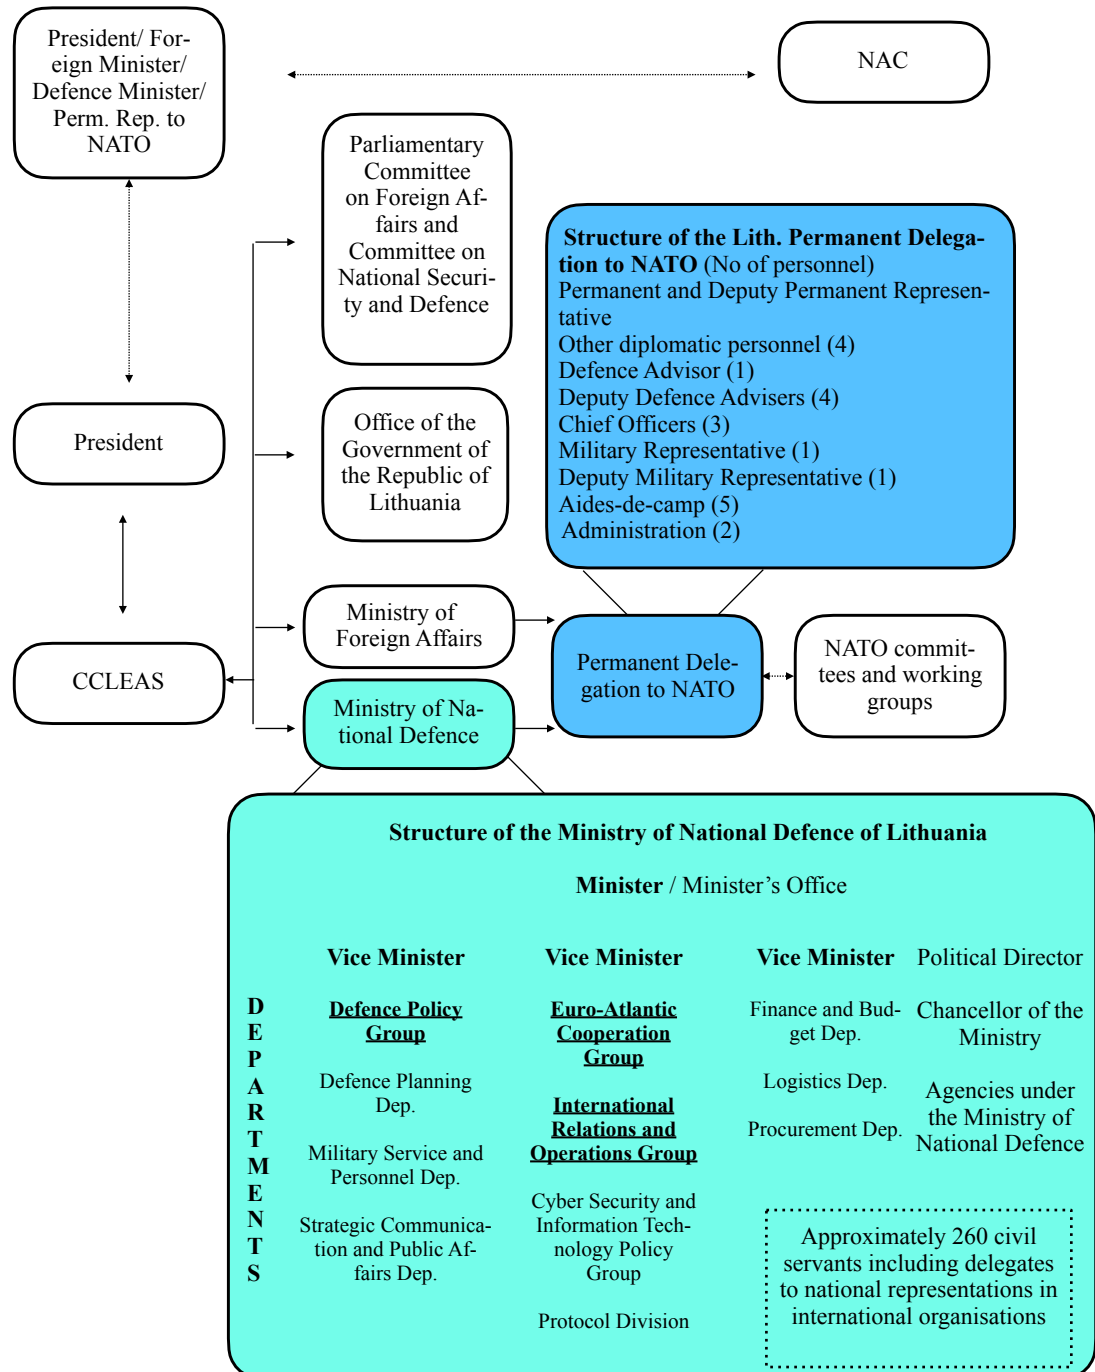 President/ For-
eign Minister/
Defence Minister/
Perm. Rep. to
NATO
NAC
Parliamentary
Committee
on Foreign Af-
fairs and
Committee on
National Securi-
ty and Defence
Structure of the Lith. Permanent Delega-
tion to NATO (No of personnel)
Permanent and Deputy Permanent Represen-
tative
Other diplomatic personnel (4)
Defence Advisor (1)
Deputy Defence Advisers (4)
Chief Officers (3)
Military Representative (1)
Deputy Military Representative (1)
Aides-de-camp (5)
Administration (2)
President
Office of the
Government of
the Republic of
Lithuania
CCLEAS
Ministry of
Foreign Affairs
Ministry of Na-
tional Defence
Permanent Dele-
gation to NATO
NATO commit-
tees and working
groups
Structure of the Ministry of National Defence of Lithuania
Minister / Minister's Office
DEPARTMENTS
Vice Minister
Defence Policy
Group
Defence Planning
Dep.
Military Service and
Personnel Dep.
Strategic Communica-
tion and Public Af-
fairs Dep.
Vice Minister
Euro-Atlantic
Cooperation
Group
International
Relations and
Operations Group
Cyber Security and
Information Tech-
nology Policy
Group
Protocol Division
Vice Minister
Finance and Bud-
get Dep.
Logistics Dep.
Procurement Dep.
Political Director
Chancellor of the
Ministry
Agencies under
the Ministry of
National Defence
Approximately 260 civil
servants including delegates
to national representations in
international organisations